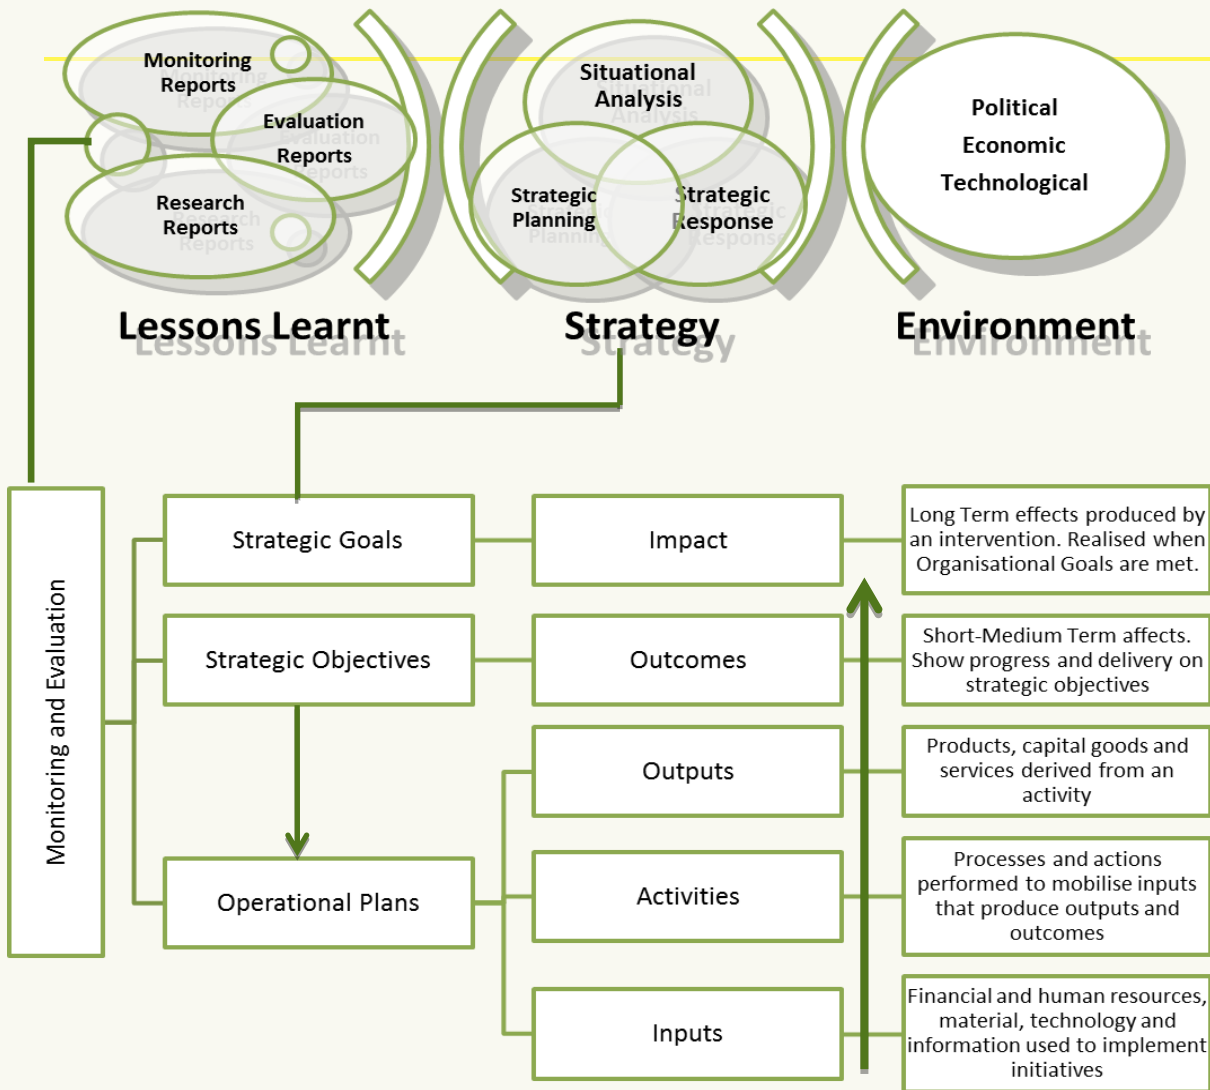 Monitoring
Reports
Evaluation
Reports
Research
Reports
Lessons Learnt
Situational
Analysis
Strategic
Planning
Strategic
Response
Strategy
Political
Economic
Technological
Environment
Monitoring and Evaluation
Strategic Goals
Impact
Long Term effects produced by
an intervention. Realised when
Organisational Goals are met.
Strategic Objectives
Outcomes
Short-Medium Term affects.
Show progress and delivery on
strategic objectives
Outputs
Products, capital goods and
services derived from an
activity
Operational Plans
Activities
Processes and actions
performed to mobilise inputs
that produce outputs and
outcomes
Inputs
Financial and human resources,
material, technology and
information used to implement
initiatives